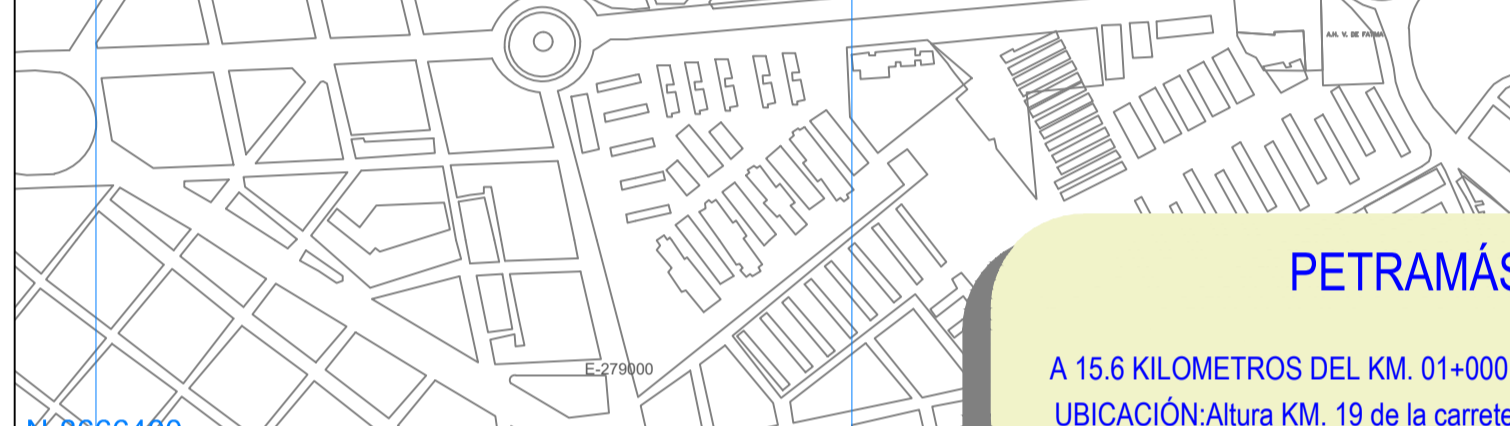 A.H. V. DE FATIMA
PETRAMÁS
A 15.6 KILOMETROS DEL KM. 01+000
E-279000
UBICACIÓN:Altura KM. 19 de la carrete